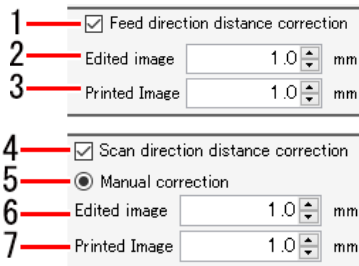 1 Feed direction distance correction
2 Edited image 1.0 mm
3 Printed Image 1.0 mm
4 Scan direction distance correction
5 Manual correction
6 Edited image 1.0 mm
7 Printed Image 1.0 mm